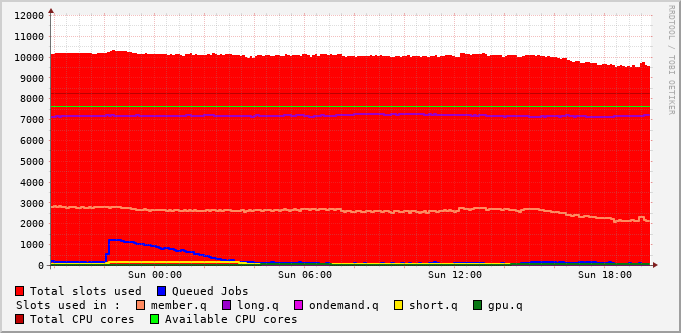 12000
11000
10000
9000
8000
7000
6000
5000
4000
3000
2000
1000
0
Sun 00:00 Sun 06:00 Sun 12:00 Sun 18:00
Total slots used Queued Jobs
Slots used in : member.q long.q ondemand.q short.q gpu.q
Total CPU cores Available CPU cores
RRDTOOL / TOBI OETIKER